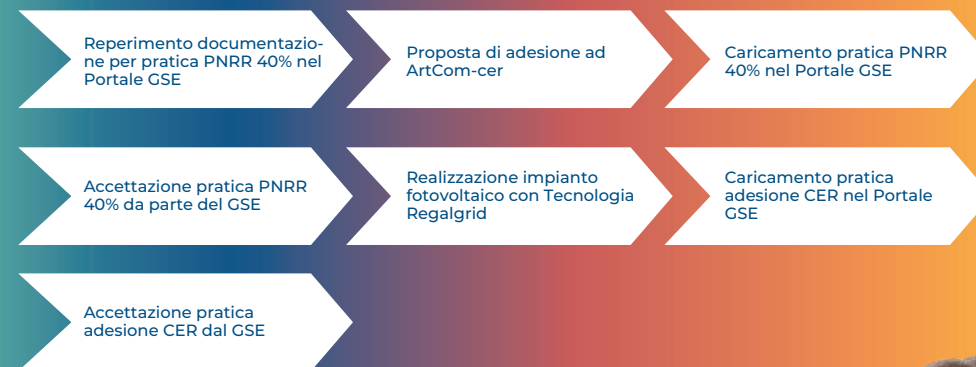 Reperimento documentazio-
ne per pratica PNRR 40% nel
Portale GSE
Proposta di adesione ad
ArtCom-cer
Caricamento pratica PNRR
40% nel Portale GSE
Accettazione pratica PNRR
40% da parte del GSE
Realizzazione impianto
fotovoltaico con Tecnologia
Regalgrid
Caricamento pratica
adesione CER nel Portale
GSE
Accettazione pratica
adesione CER dal GSE